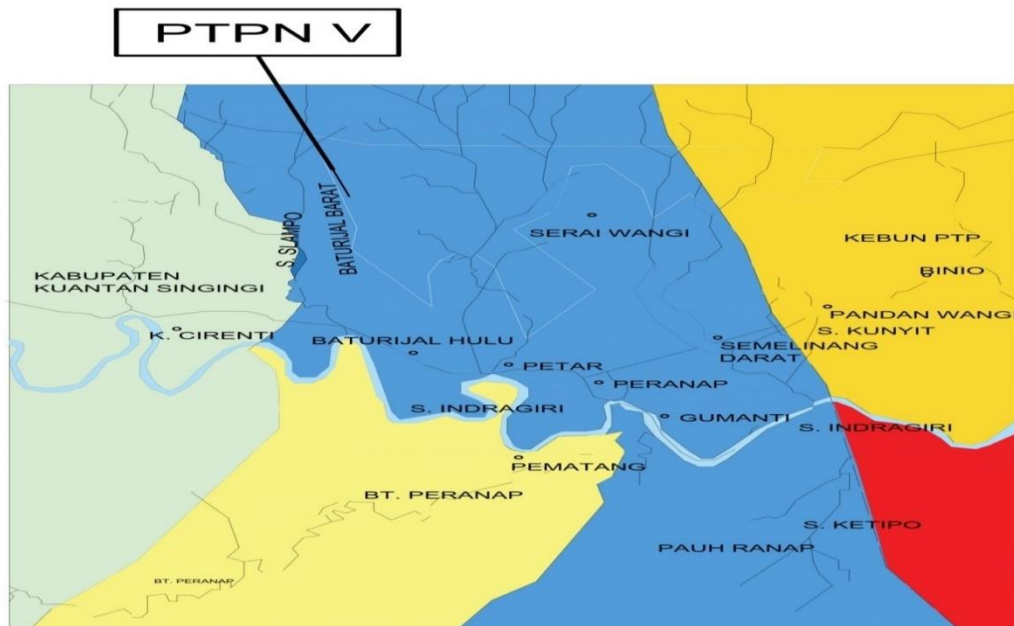 PTPN V
S. SLAMPO
BATURIJAL BARAT
SERAI WANGI
KEBUN PTP
BINIO
KABUPATEN
KUANTAN SINGINGI
PANDAN WANGI
S. KUNYIT
K. CIRENTI
BATURIJAL HULU
SEMELINANG
DARAT
PETAR
PERANAP
S. INDRAGIRI
GUMANTI
S. INDRAGIRI
PEMATANG
BT. PERANAP
S. KETIPO
PAUH RANAP
BT. PERANAP